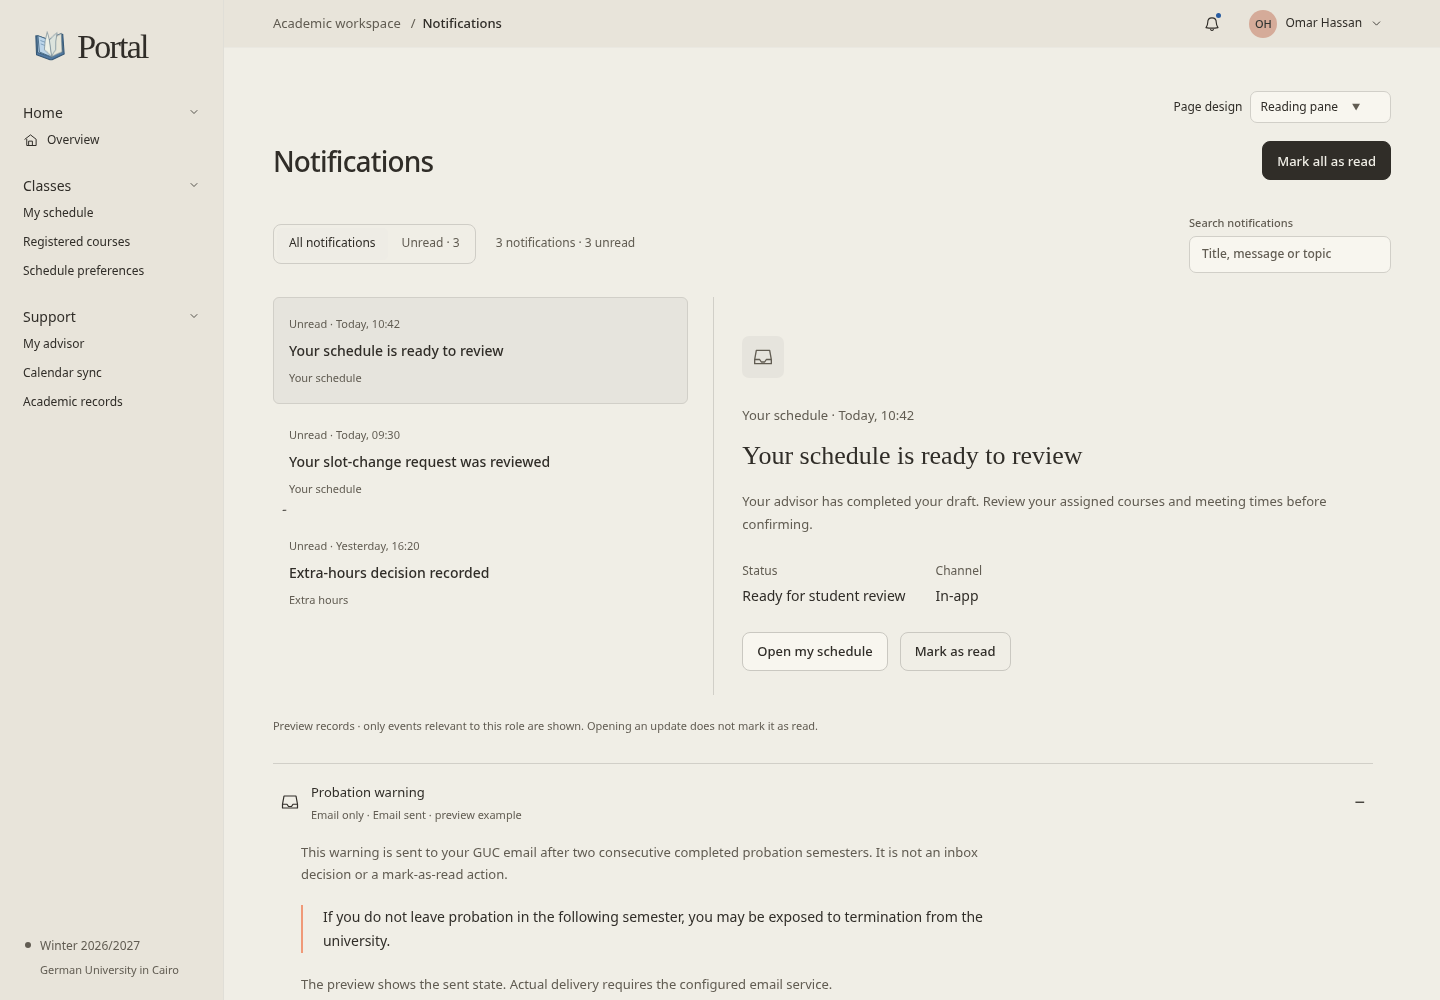 Portal
Home
Overview
Classes
My schedule
Registered courses
Schedule preferences
Support
My advisor
Calendar sync
Academic records
Winter 2026/2027
German University in Cairo
Academic workspace / Notifications
OH Omar Hassan
Page design Reading pane
Notifications
Mark all as read
All notifications Unread · 3 3 notifications · 3 unread
Search notifications
Title, message or topic
Unread · Today, 10:42
Your schedule is ready to review
Your schedule
Unread · Today, 09:30
Your slot-change request was reviewed
Your schedule
-
Unread · Yesterday, 16:20
Extra-hours decision recorded
Extra hours
Your schedule · Today, 10:42
Your schedule is ready to review
Your advisor has completed your draft. Review your assigned courses and meeting times before
confirming.
Status Channel
Ready for student review In-app
Open my schedule Mark as read
Preview records · only events relevant to this role are shown. Opening an update does not mark it as read.
Probation warning
Email only · Email sent · preview example
This warning is sent to your GUC email after two consecutive completed probation semesters. It is not an inbox
decision or a mark-as-read action.
If you do not leave probation in the following semester, you may be exposed to termination from the
university.
The preview shows the sent state. Actual delivery requires the configured email service.